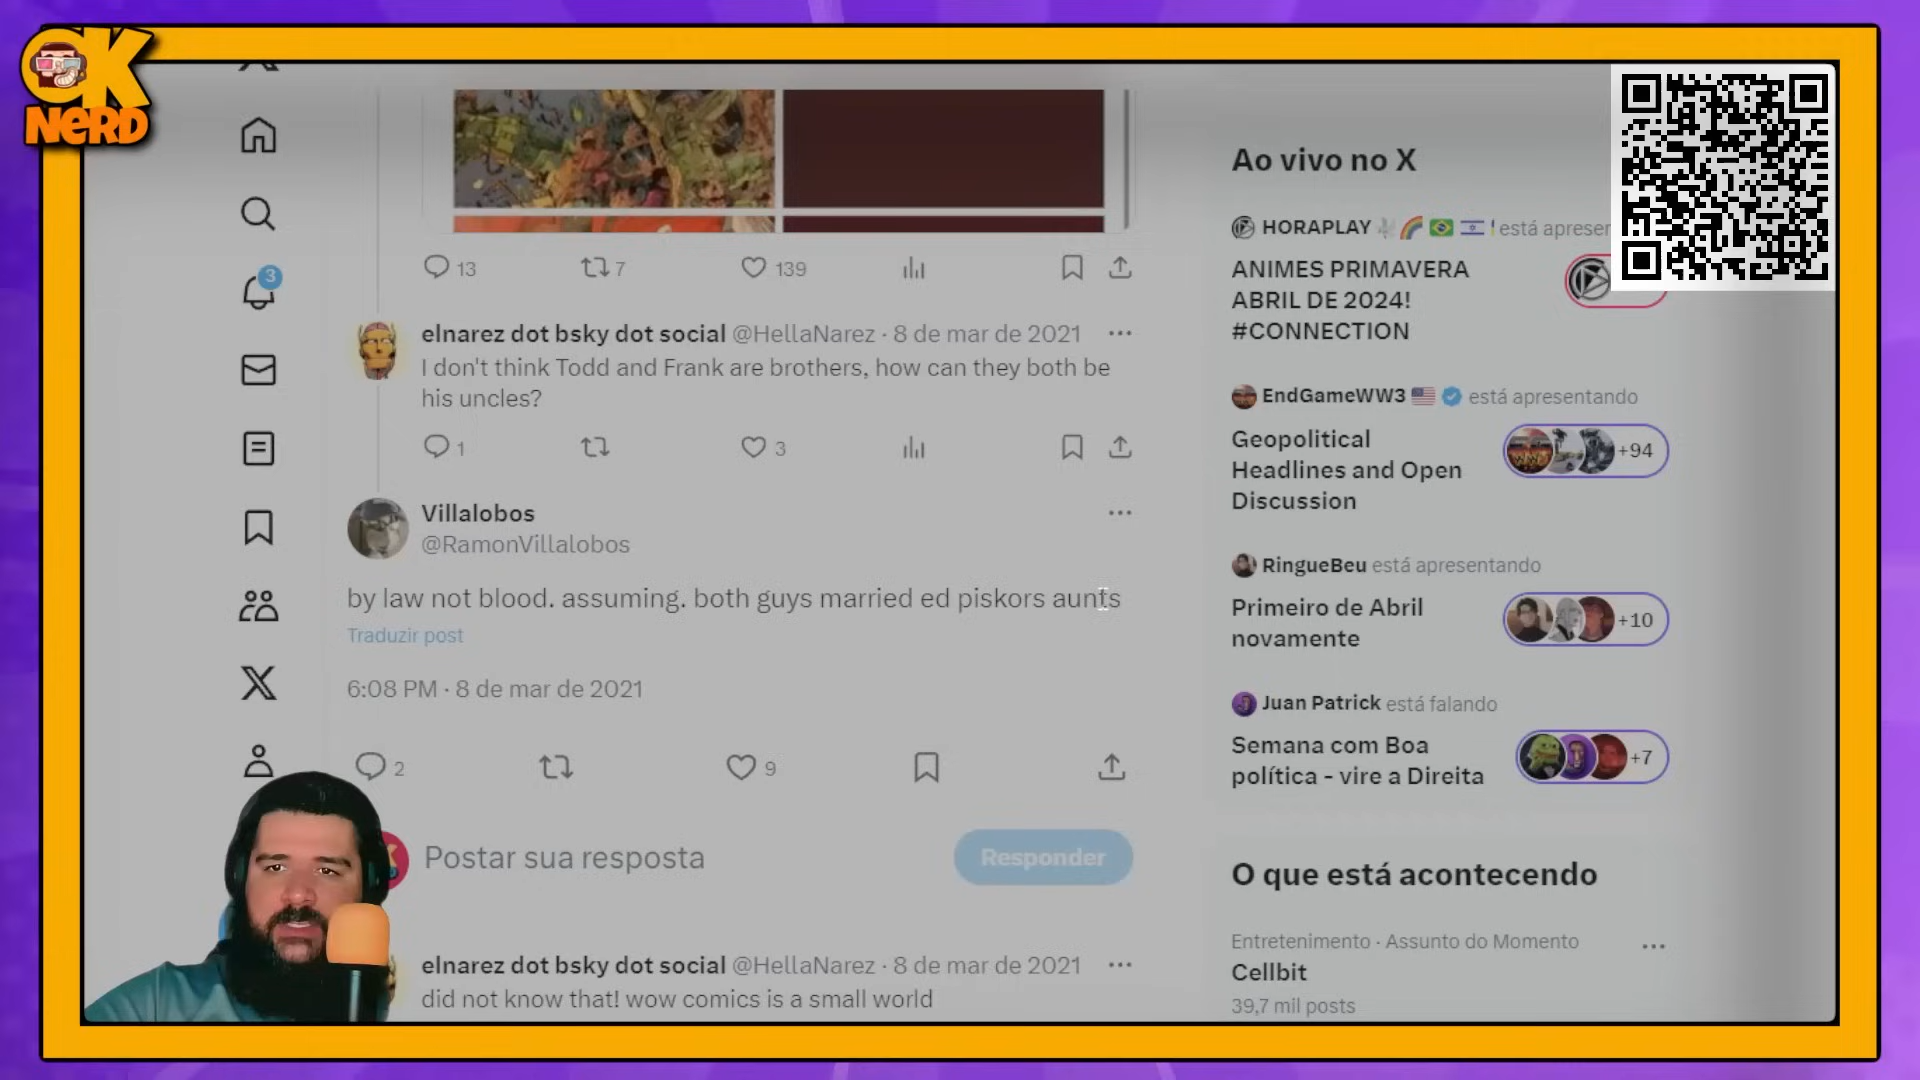 OK
NERD
13
7
139
elnarez dot bsky dot social @HellaNarez · 8 de mar de 2021
I don't think Todd and Frank are brothers, how can they both be
his uncles?
1
3
Villalobos
@RamonVillalobos
by law not blood. assuming. both guys married ed piskors aunts
Traduzir post
6:08 PM · 8 de mar de 2021
2
9
Postar sua resposta
Responder
elnarez dot bsky dot social @HellaNarez · 8 de mar de 2021
did not know that! wow comics is a small world
3
Ao vivo no X
HORAPLAY está apresen
ANIMES PRIMAVERA
ABRIL DE 2024!
#CONNECTION
EndGameWW3 está apresentando
Geopolitical
Headlines and Open
Discussion
+94
RingueBeu está apresentando
Primeiro de Abril
novamente
+10
Juan Patrick está falando
Semana com Boa
política - vire a Direita
+7
O que está acontecendo
Entretenimento · Assunto do Momento
Cellbit
39,7 mil posts